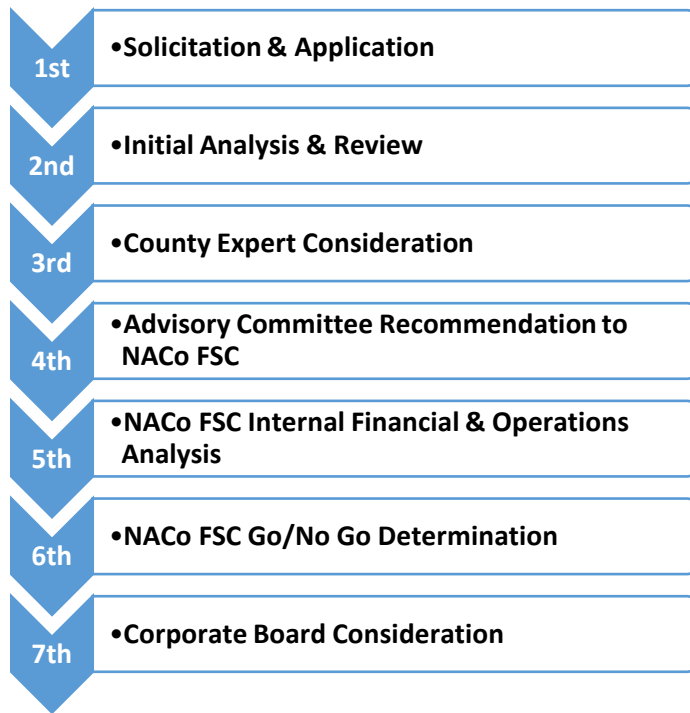 1st
•Solicitation & Application
2nd
•Initial Analysis & Review
3rd
•County Expert Consideration
4th
•Advisory Committee Recommendation to
NACo FSC
5th
•NACo FSC Internal Financial & Operations
Analysis
6th
•NACo FSC Go/No Go Determination
7th
•Corporate Board Consideration